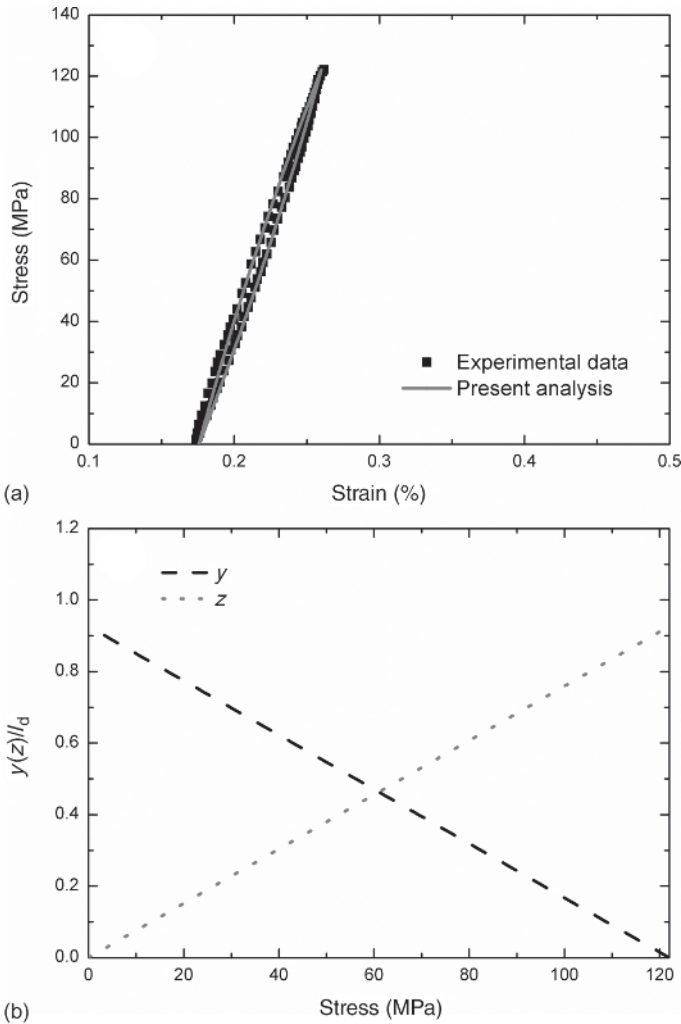 140
120
100
80
60
40
20
0
Stress (MPa)
Experimental data
Present analysis
0.1 0.2 0.3 0.4 0.5
Strain (%)
(a)
1.2
1.0
0.8
0.6
0.4
0.2
0.0
y(z)/l_d
y
z
0 20 40 60 80 100 120
Stress (MPa)
(b)